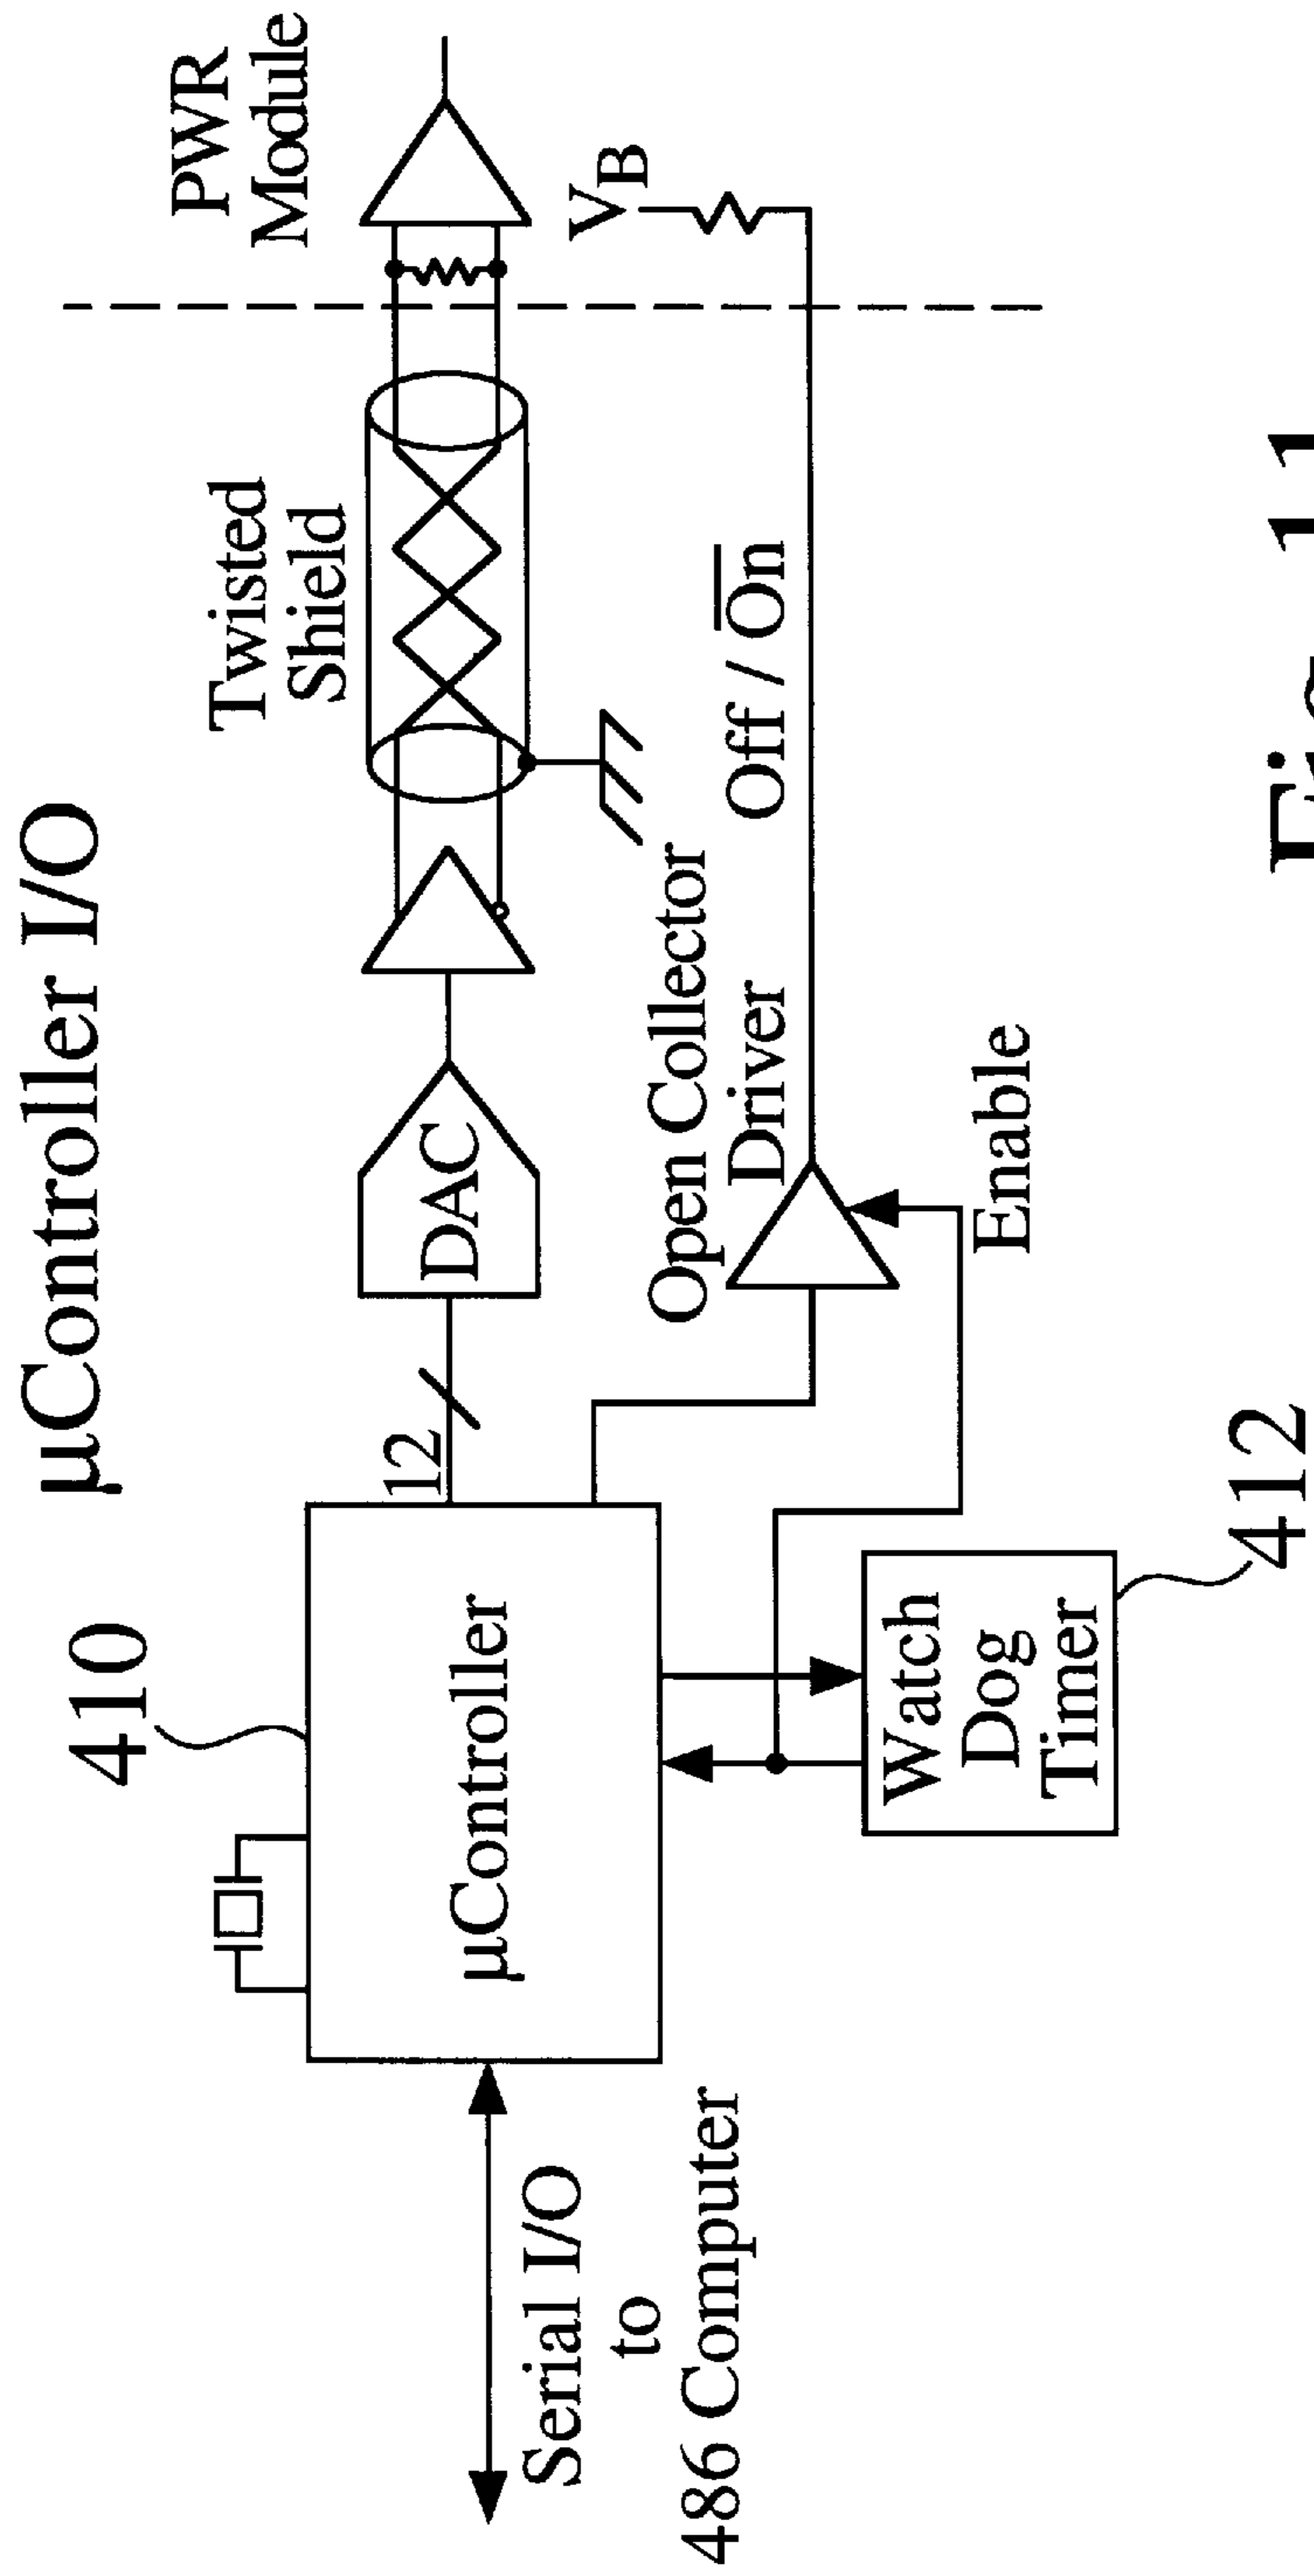 µController I/O
410
PWR
Module
Twisted
Shield
12
DAC
µController
V_B
Serial I/O
to
486 Computer
Open Collector
Driver
Off / O̅n̅
Watch
Dog
Timer
Enable
412